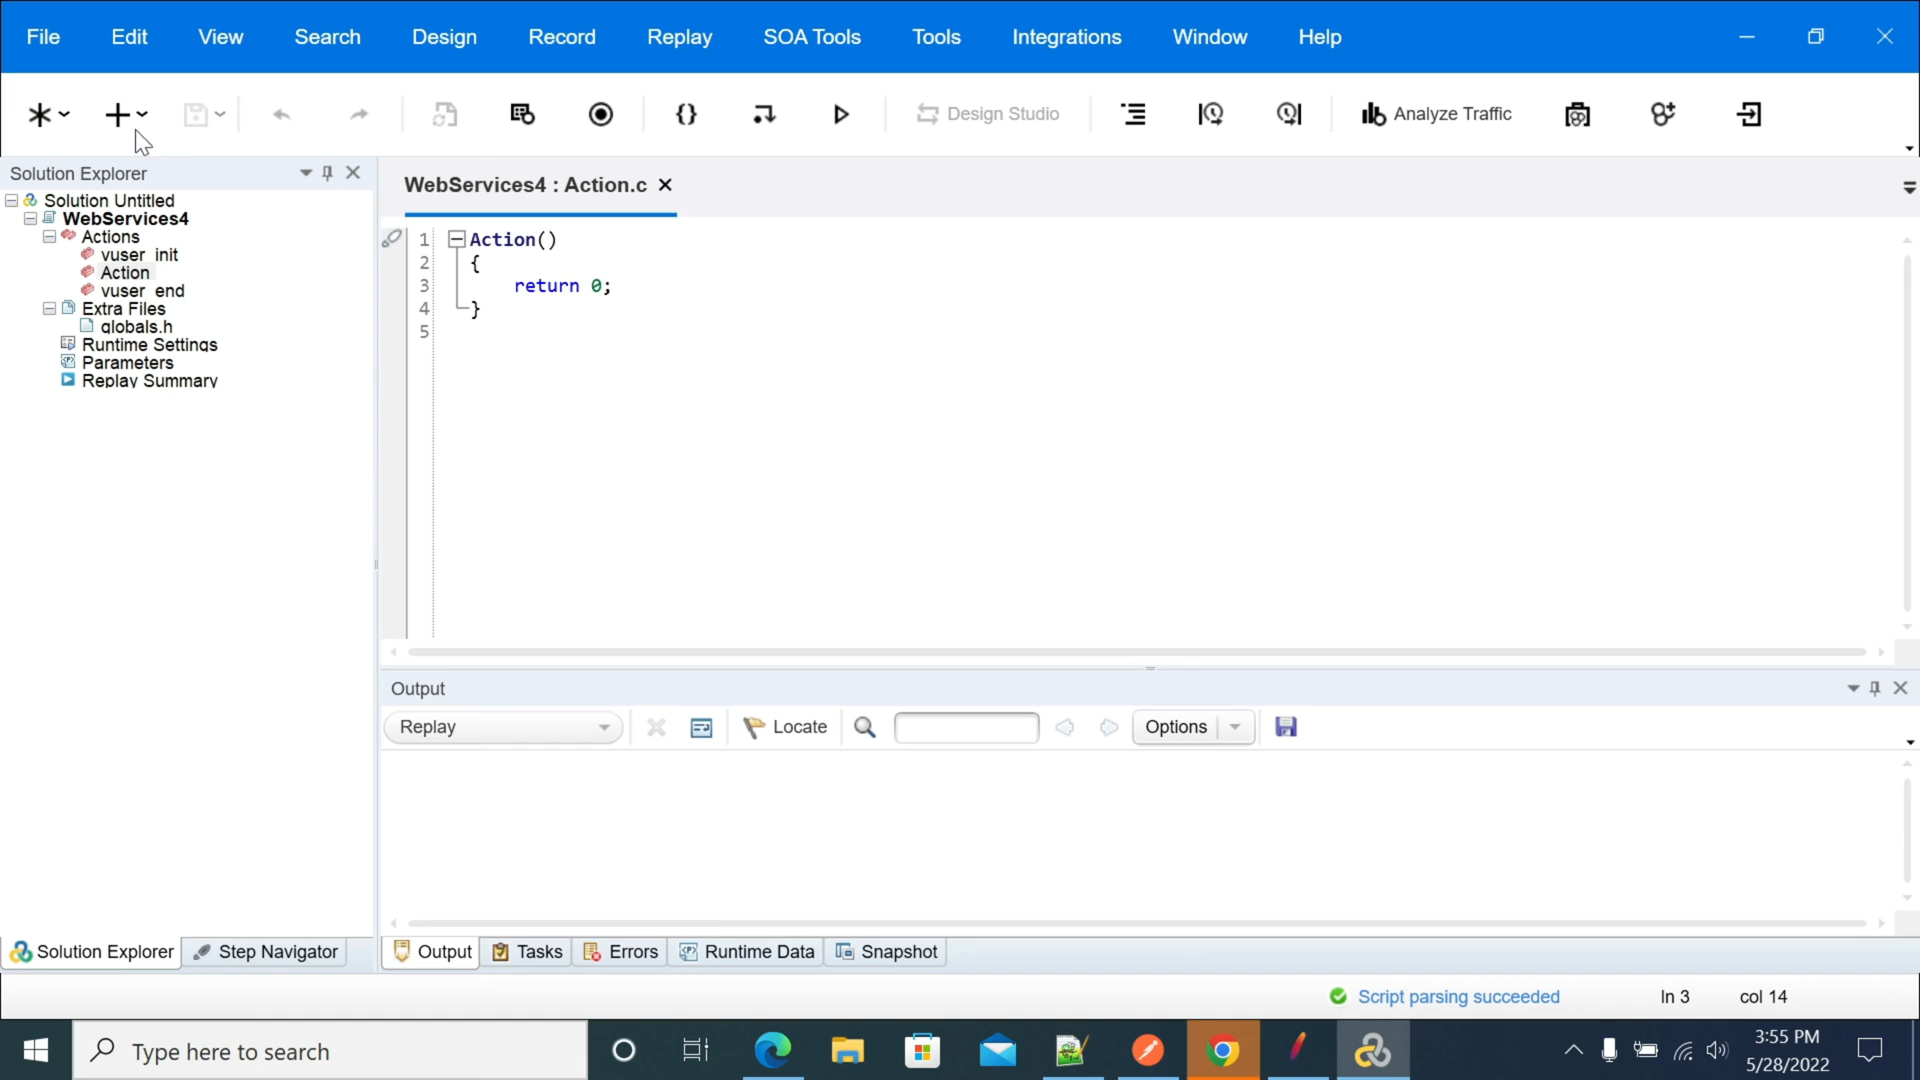 File Edit View Search Design Record Replay SOA Tools Tools Integrations Window Help
Design Studio Analyze Traffic
Solution Explorer
Solution Untitled
WebServices4
Actions
vuser_init
Action
vuser_end
Extra Files
globals.h
Runtime Settings
Parameters
Replay Summary
WebServices4 : Action.c
1 Action()
2 {
3 return 0;
4 }
5
Output
Replay Locate Options
Solution Explorer Step Navigator Output Tasks Errors Runtime Data Snapshot
Script parsing succeeded ln 3 col 14
Type here to search
3:55 PM
5/28/2022